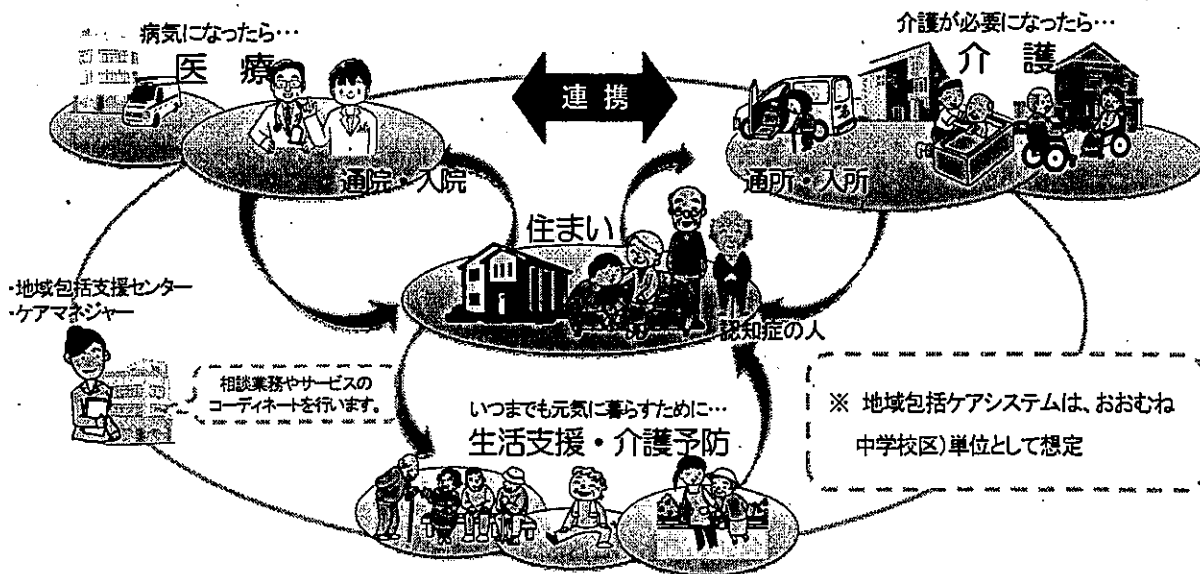 病気になったら…
医療
通院・入院
連携
介護が必要になったら…
介護
通所・入所
住まい
認知症の人
・地域包括支援センター
・ケアマネジャー
相談業務やサービスの
コーディネートを行います。
いつまでも元気に暮らすために…
生活支援・介護予防
※ 地域包括ケアシステムは、おおむね
中学校区)単位として想定